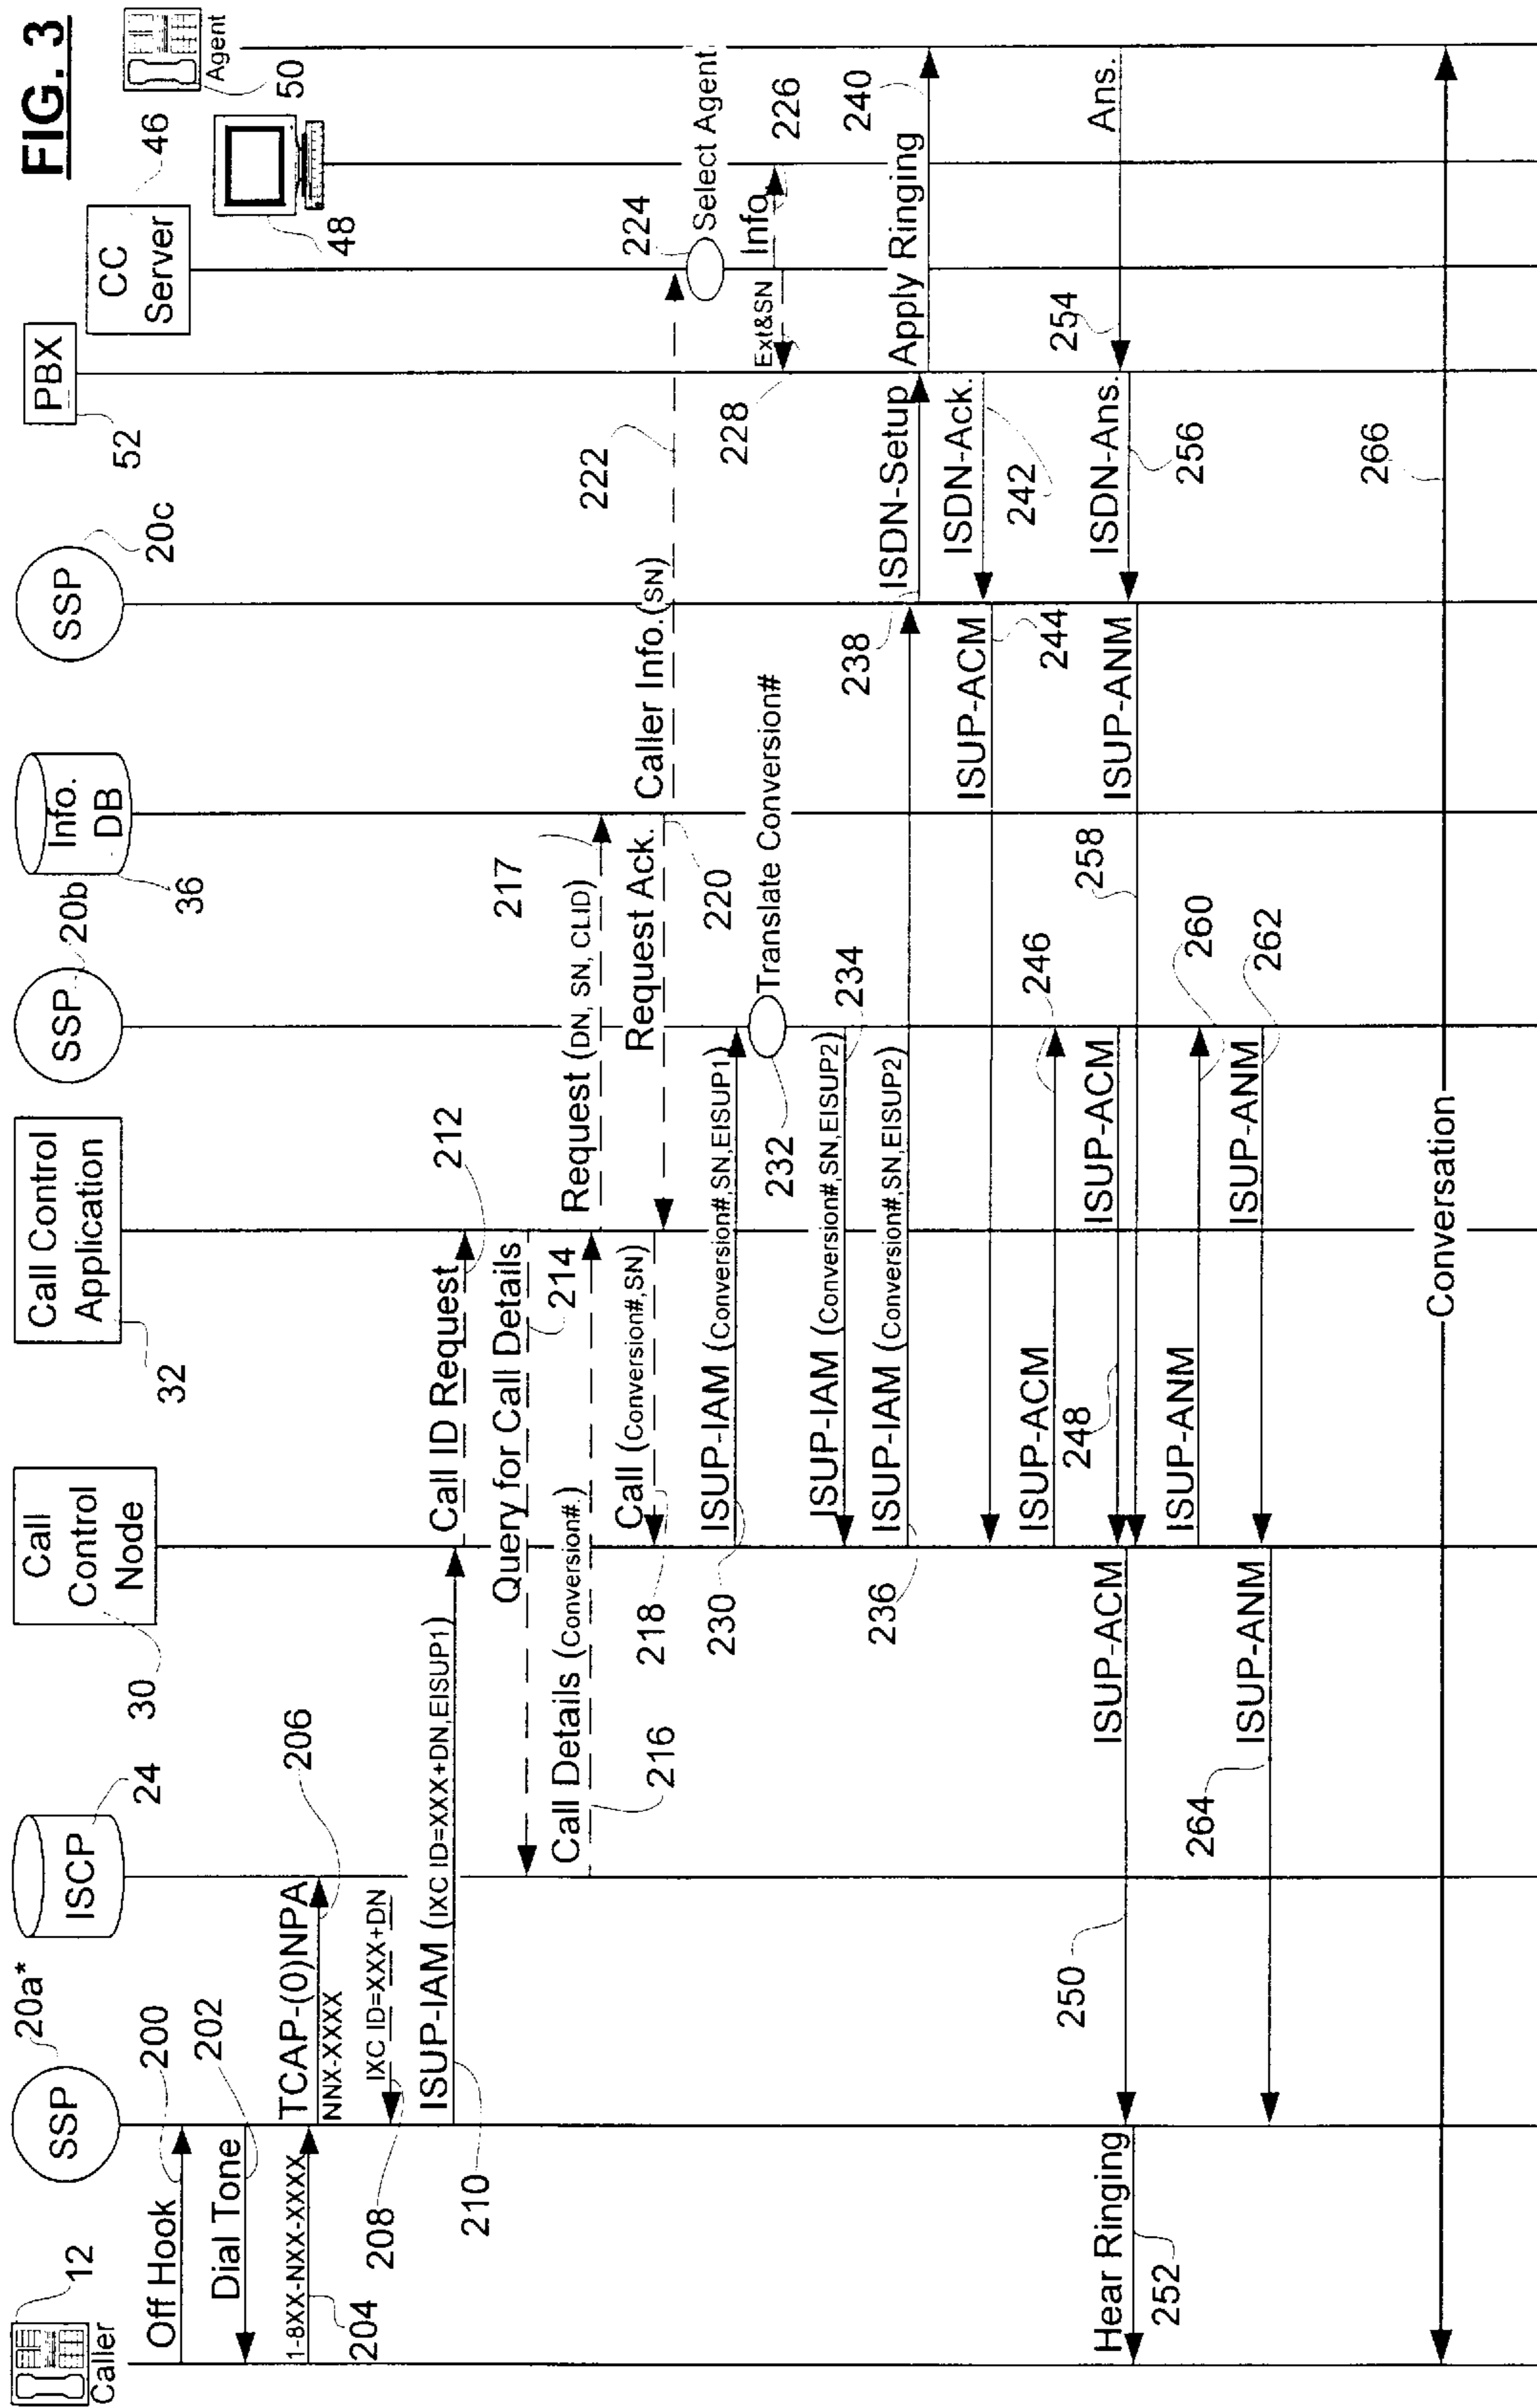 FIG. 3
12
Caller
20a*
SSP
24
ISCP
30
Call
Control
Node
32
Call Control
Application
20b
SSP
36
Info.
DB
20c
SSP
52
PBX
46
CC
Server
48
50
Agent
Off Hook
200
Dial Tone
202
1-8XX-NXX-XXXX
204
TCAP-(0)NPA
NNX-XXXX
206
IXC ID=XXX+DN
208
ISUP-IAM (IXC ID=XXX+DN,EISUP1)
210
Call ID Request
212
Query for Call Details
214
Call Details (Conversion#.)
216
Request (DN, SN, CLID)
217
Call (Conversion#,SN)
218
Request Ack.
220
Caller Info.(SN)
222
224
Select Agent
Info
226
Ext&SN
228
ISUP-IAM (Conversion#,SN,EISUP1)
230
Translate Conversion#
232
ISUP-IAM (Conversion#,SN,EISUP2)
234
ISUP-IAM (Conversion#,SN,EISUP2)
236
ISDN-Setup
238
Apply Ringing
240
ISDN-Ack.
242
ISUP-ACM
244
ISUP-ACM
246
ISUP-ACM
248
ISUP-ACM
250
Hear Ringing
252
Ans.
254
ISDN-Ans.
256
ISUP-ANM
258
ISUP-ANM
260
ISUP-ANM
262
ISUP-ANM
264
Conversation
266